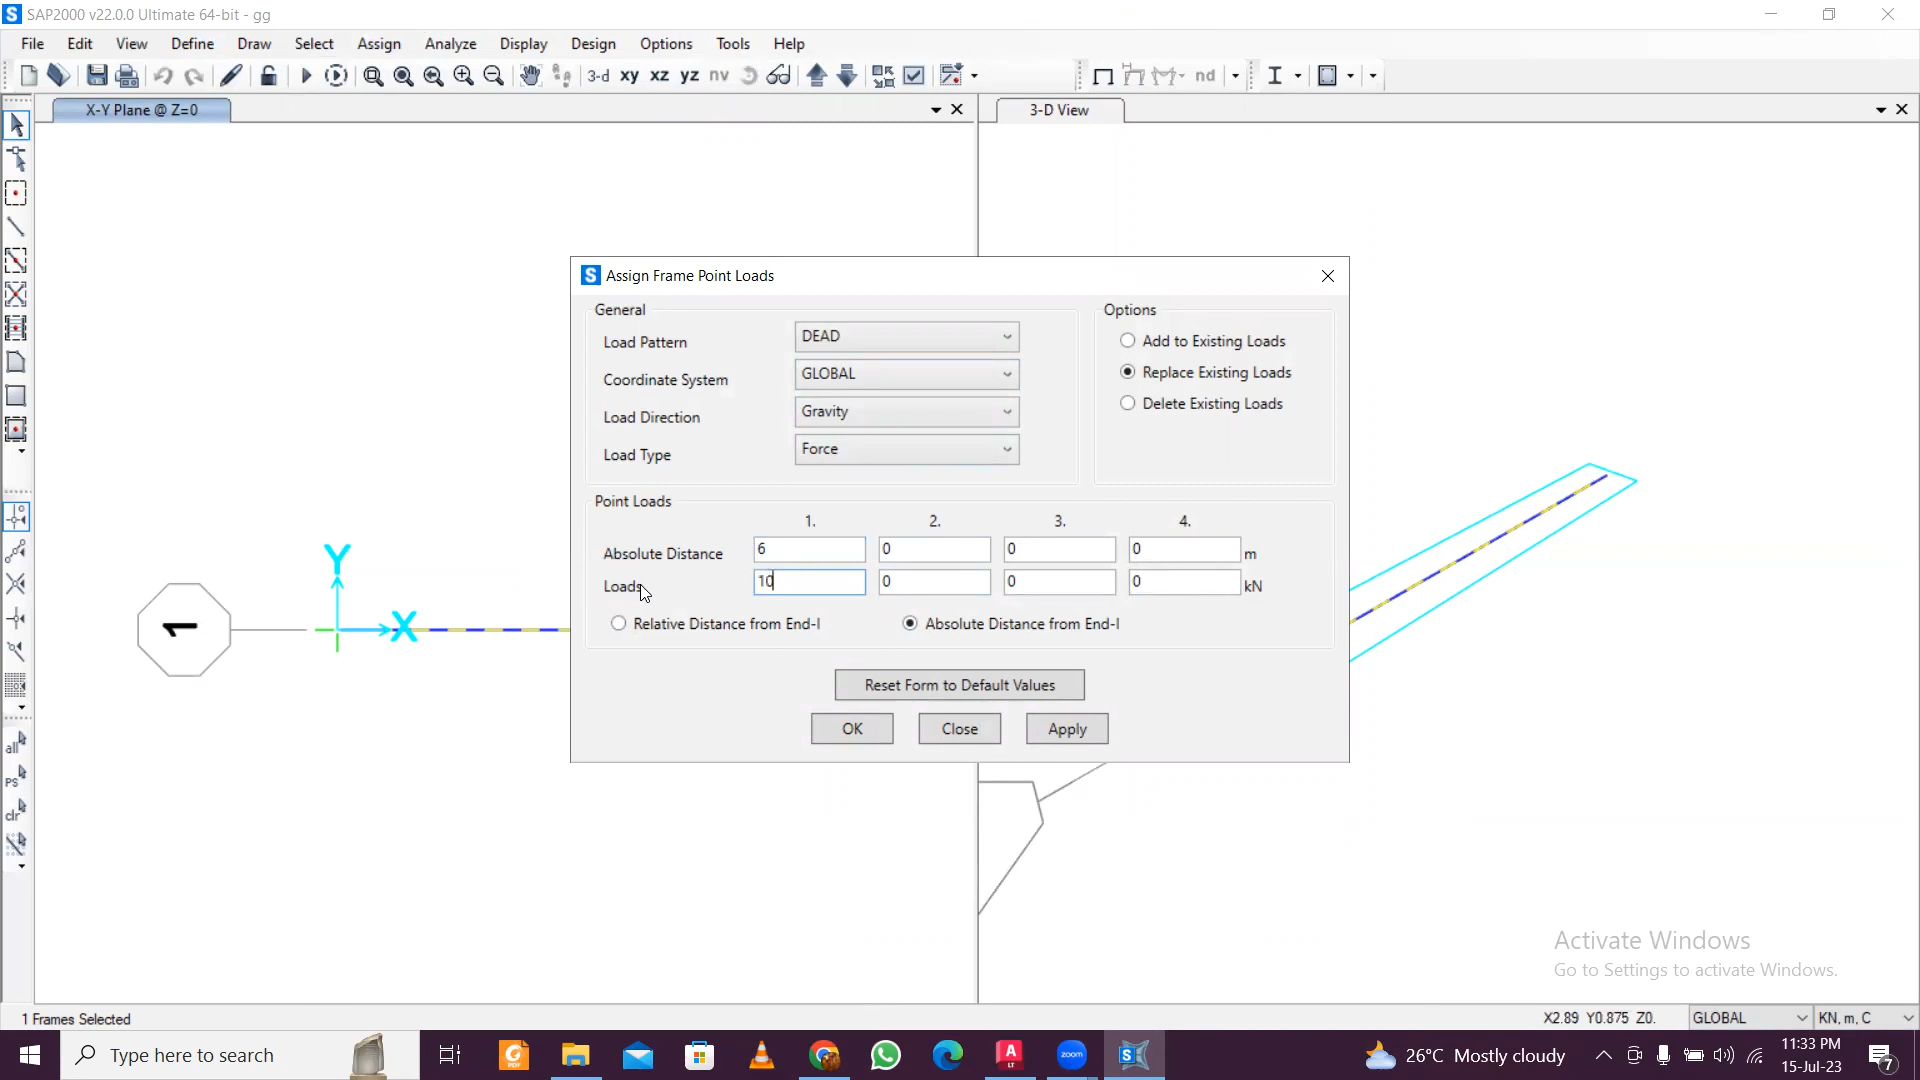 SAP2000 v22.0.0 Ultimate 64-bit - gg
File Edit View Define Draw Select Assign Analyze Display Design Options Tools Help
3-d xy xz yz nv nd
X-Y Plane @ Z=0
3-D View
Assign Frame Point Loads
General
Load Pattern DEAD
Coordinate System GLOBAL
Load Direction Gravity
Load Type Force
Options
Add to Existing Loads
Replace Existing Loads
Delete Existing Loads
Point Loads
1. 2. 3. 4.
Absolute Distance 6 0 0 0 m
Loads 10 0 0 0 kN
Relative Distance from End-I Absolute Distance from End-I
Reset Form to Default Values
OK Close Apply
Y
X
1
all
PS
clr
Activate Windows
Go to Settings to activate Windows.
1 Frames Selected
X2.89 Y0.875 Z0.
GLOBAL
KN, m, C
Type here to search
zoom
26°C Mostly cloudy
11:33 PM
15-Jul-23
7